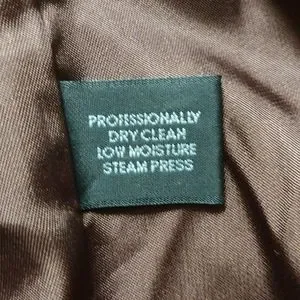 PROFESSIONALLY
DRY CLEAN
LOW MOISTURE
STEAM PRESS